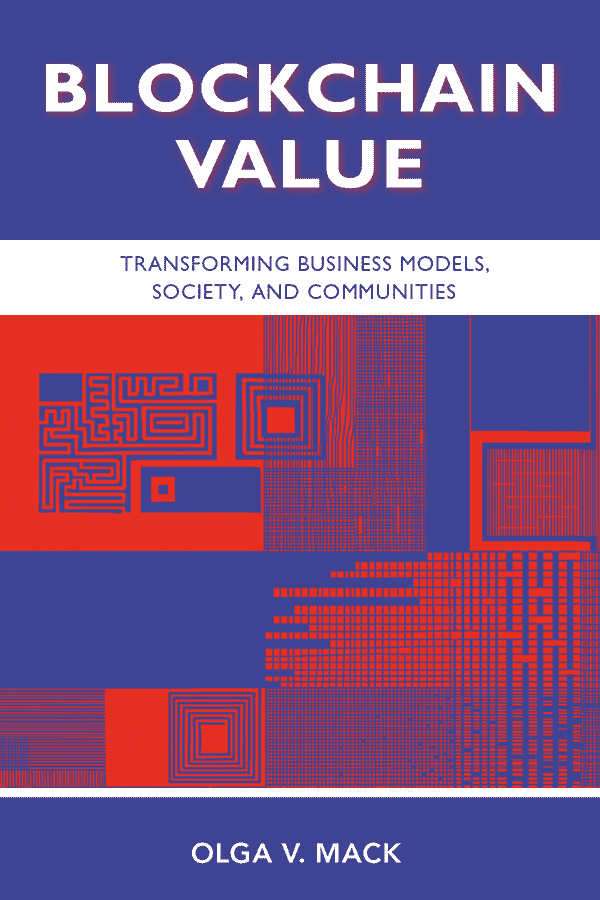 BLOCKCHAIN
VALUE
TRANSFORMING BUSINESS MODELS,
SOCIETY, AND COMMUNITIES
OLGA V. MACK